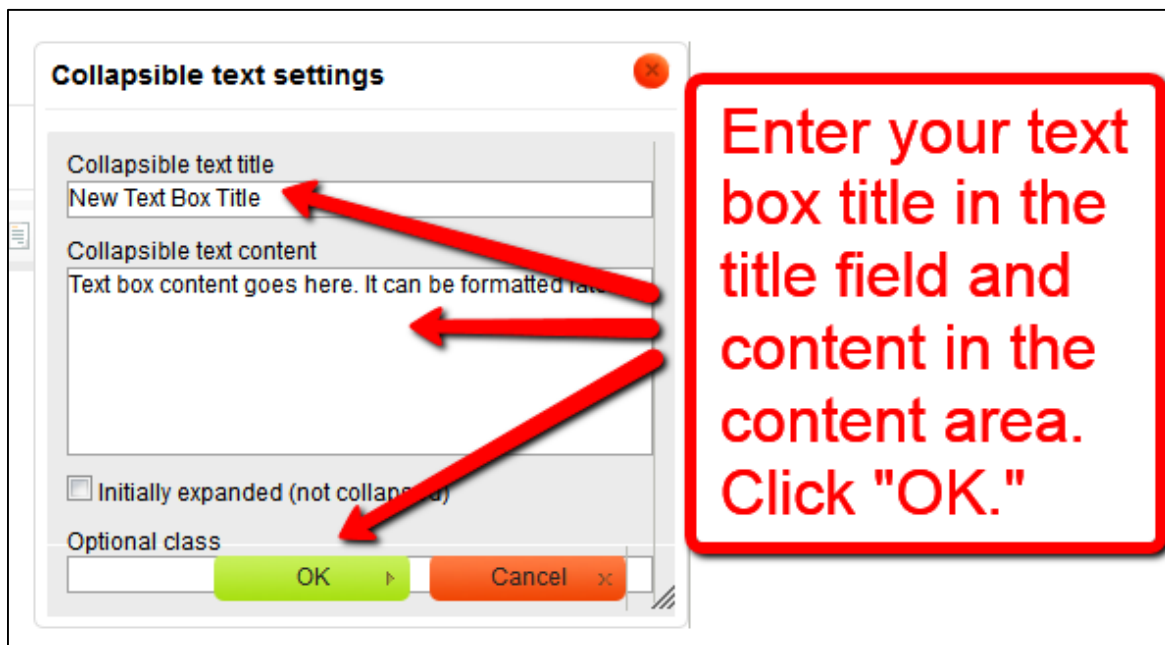 Collapsible text settings
Collapsible text title
New Text Box Title
Collapsible text content
Text box content goes here. It can be formatted
Initially expanded (not collapsed)
Optional class
OK
Cancel
Enter your text
box title in the
title field and
content in the
content area.
Click "OK."